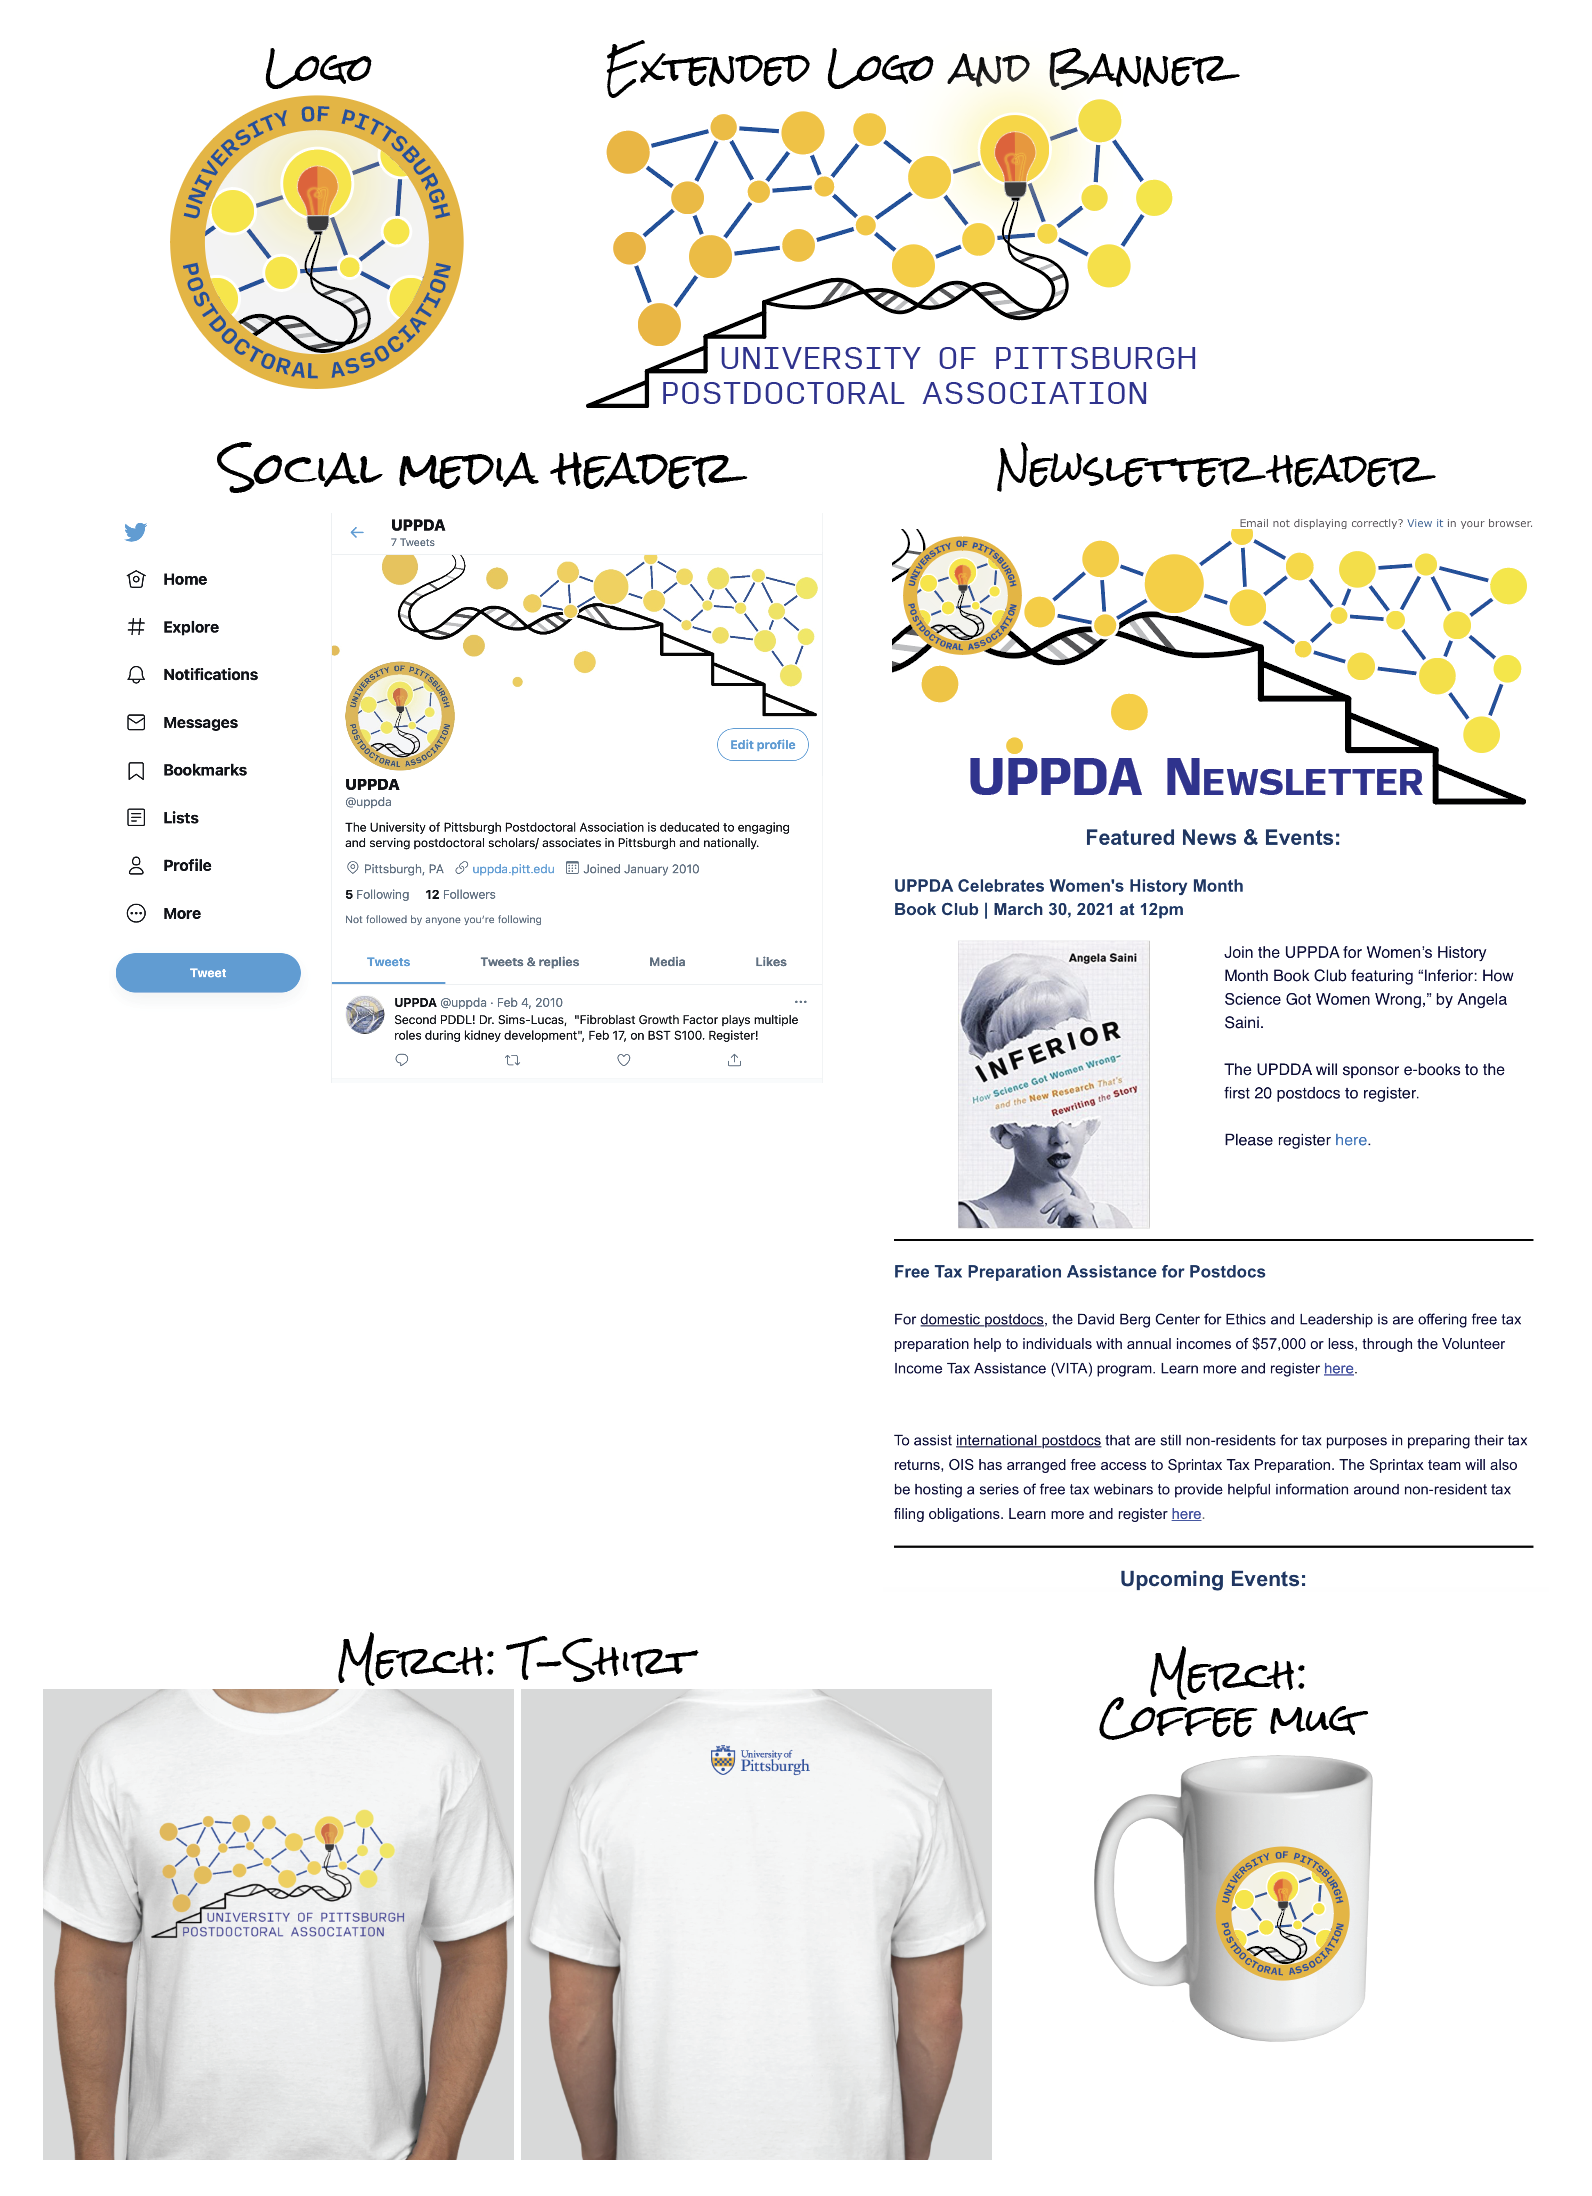 Logo
UNIVERSITY OF PITTSBURGH
POSTDOCTORAL ASSOCIATION
Extended Logo and Banner
UNIVERSITY OF PITTSBURGH
POSTDOCTORAL ASSOCIATION
Social media header
UPPDA
7 Tweets
Home
Explore
Notifications
Messages
Bookmarks
Lists
Profile
More
Tweet
UNIVERSITY OF PITTSBURGH
POSTDOCTORAL ASSOCIATION
Edit profile
UPPDA
@uppda
The University of Pittsburgh Postdoctoral Association is deducated to engaging
and serving postdoctoral scholars/ associates in Pittsburgh and nationally.
Pittsburgh, PA uppda.pitt.edu Joined January 2010
5 Following 12 Followers
Not followed by anyone you're following
Tweets Tweets & replies Media Likes
UPPDA @uppda · Feb 4, 2010
Second PDDL! Dr. Sims-Lucas, "Fibroblast Growth Factor plays multiple
roles during kidney development", Feb 17, on BST S100. Register!
Newsletter header
Email not displaying correctly? View it in your browser.
UNIVERSITY OF PITTSBURGH
POSTDOCTORAL ASSOCIATION
UPPDA Newsletter
Featured News & Events:
UPPDA Celebrates Women's History Month
Book Club | March 30, 2021 at 12pm
Angela Saini
INFERIOR
How Science Got Women Wrong–
and the New Research That's
Rewriting the Story
Join the UPPDA for Women's History
Month Book Club featuring "Inferior: How
Science Got Women Wrong," by Angela
Saini.
The UPDDA will sponsor e-books to the
first 20 postdocs to register.
Please register here.
Free Tax Preparation Assistance for Postdocs
For domestic postdocs, the David Berg Center for Ethics and Leadership is are offering free tax
preparation help to individuals with annual incomes of $57,000 or less, through the Volunteer
Income Tax Assistance (VITA) program. Learn more and register here.
To assist international postdocs that are still non-residents for tax purposes in preparing their tax
returns, OIS has arranged free access to Sprintax Tax Preparation. The Sprintax team will also
be hosting a series of free tax webinars to provide helpful information around non-resident tax
filing obligations. Learn more and register here.
Upcoming Events:
Merch: T-Shirt
UNIVERSITY OF PITTSBURGH
POSTDOCTORAL ASSOCIATION
University of
Pittsburgh
Merch:
Coffee mug
UNIVERSITY OF PITTSBURGH
POSTDOCTORAL ASSOCIATION